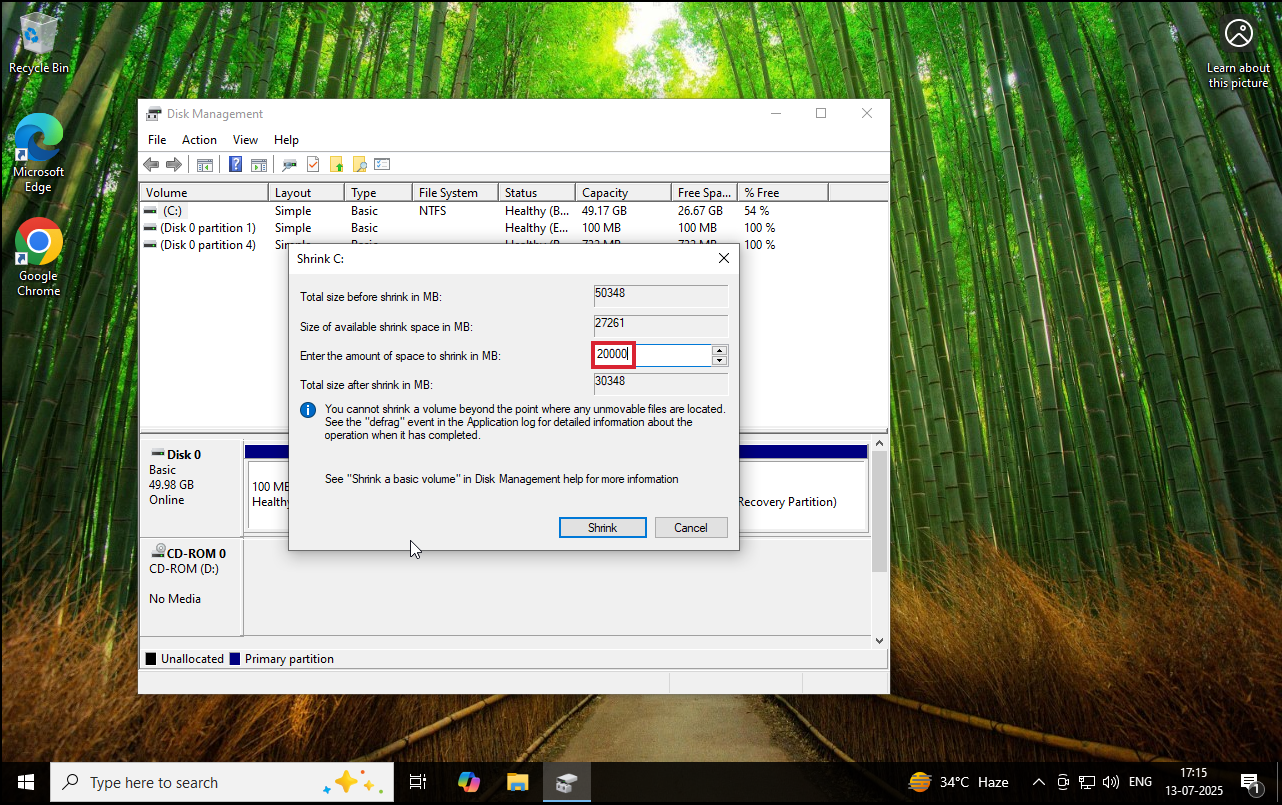 Recycle Bin
Learn about
this picture
Microsoft
Edge
Google
Chrome
Disk Management
File Action View Help
Volume Layout Type File System Status Capacity Free Spa... % Free
(C:) Simple Basic NTFS Healthy (B... 49.17 GB 26.67 GB 54 %
(Disk 0 partition 1) Simple Basic Healthy (E... 100 MB 100 MB 100 %
(Disk 0 partition 4) 100 %
Shrink C:
Total size before shrink in MB: 50348
Size of available shrink space in MB: 27261
Enter the amount of space to shrink in MB: 20000
Total size after shrink in MB: 30348
You cannot shrink a volume beyond the point where any unmovable files are located.
See the "defrag" event in the Application log for detailed information about the
operation when it has completed.
See "Shrink a basic volume" in Disk Management help for more information
Shrink Cancel
Disk 0
Basic
49.98 GB
Online
100 MB
Healthy
Recovery Partition)
CD-ROM 0
CD-ROM (D:)
No Media
Unallocated Primary partition
Type here to search
34°C Haze
ENG
17:15
13-07-2025
1